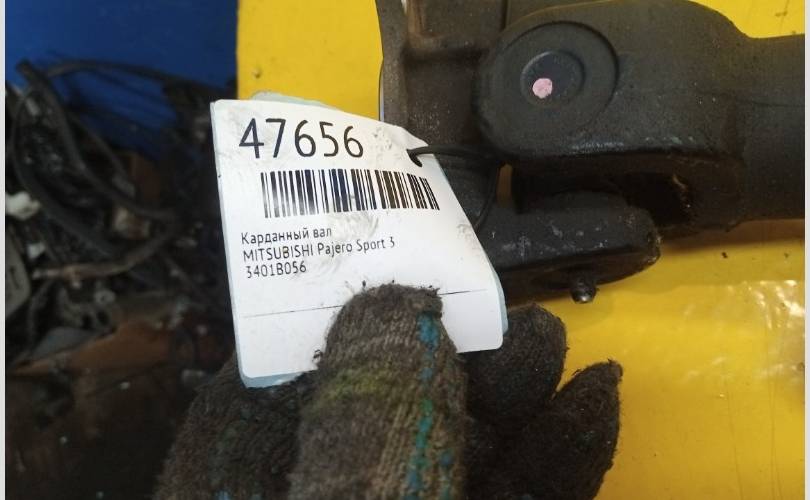 47656
Карданный вал
MITSUBISHI Pajero Sport 3
3401B056